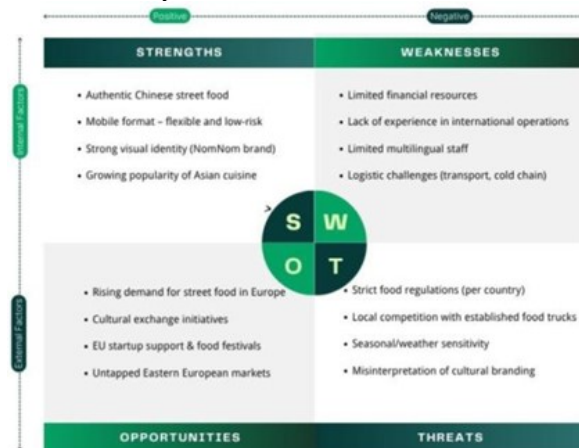 Positive
Negative
STRENGTHS
WEAKNESSES
Internal Factors
• Authentic Chinese street food
• Mobile format – flexible and low-risk
• Strong visual identity (NomNom brand)
• Growing popularity of Asian cuisine
• Limited financial resources
• Lack of experience in international operations
• Limited multilingual staff
• Logistic challenges (transport, cold chain)
>
S W
O T
External Factors
• Rising demand for street food in Europe
• Cultural exchange initiatives
• EU startup support & food festivals
• Untapped Eastern European markets
• Strict food regulations (per country)
• Local competition with established food trucks
• Seasonal/weather sensitivity
• Misinterpretation of cultural branding
OPPORTUNITIES
THREATS